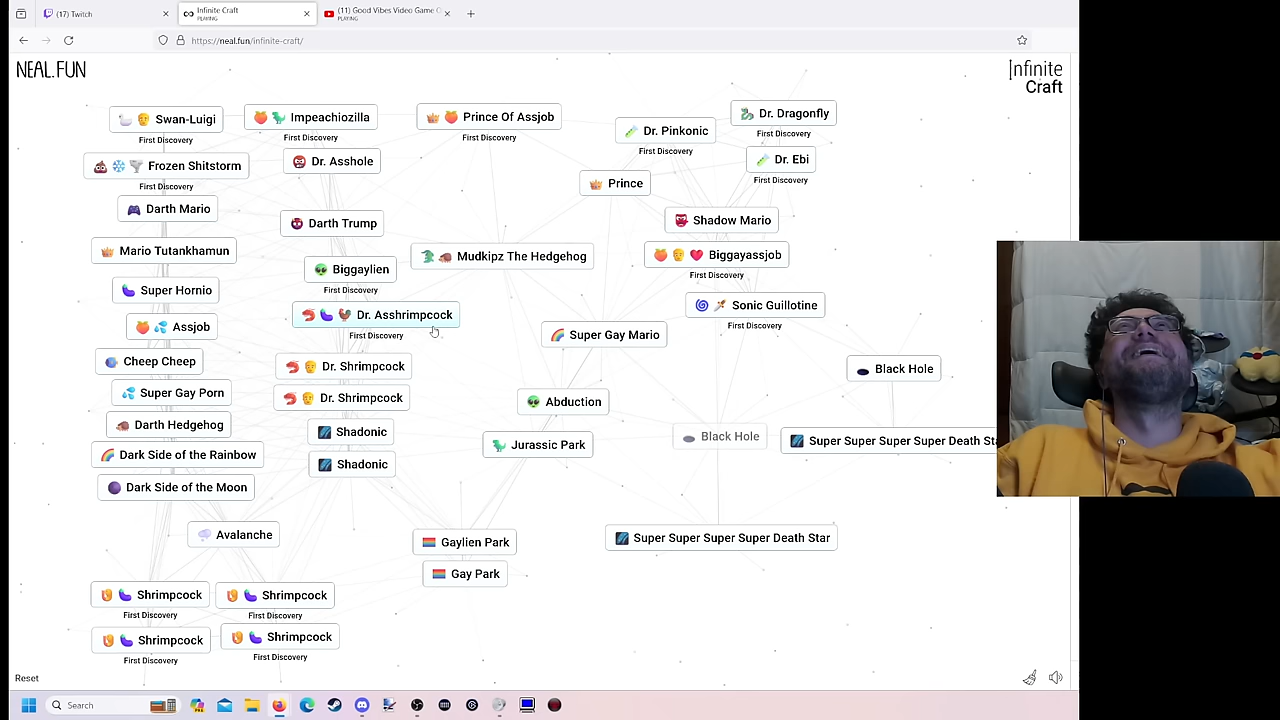 (17) Twitch
Infinite Craft
PLAYING
(11) Good Vibes Video Game
PLAYING
https://neal.fun/infinite-craft/
NEAL.FUN
Infinite
Craft
Swan-Luigi
First Discovery
Impeachiozilla
First Discovery
Prince Of Assjob
First Discovery
Dr. Pinkonic
First Discovery
Dr. Dragonfly
First Discovery
Frozen Shitstorm
First Discovery
Dr. Asshole
Dr. Ebi
First Discovery
Prince
Darth Mario
Darth Trump
Shadow Mario
Mario Tutankhamun
Mudkipz The Hedgehog
Biggayassjob
First Discovery
Biggaylien
First Discovery
Super Hornio
Sonic Guillotine
First Discovery
Dr. Asshrimpcock
First Discovery
Assjob
Super Gay Mario
Cheep Cheep
Dr. Shrimpcock
Black Hole
Super Gay Porn
Dr. Shrimpcock
Abduction
Darth Hedgehog
Shadonic
Jurassic Park
Black Hole
Super Super Super Super Death Sta
Dark Side of the Rainbow
Shadonic
Dark Side of the Moon
Avalanche
Gaylien Park
Super Super Super Super Death Star
Gay Park
Shrimpcock
First Discovery
Shrimpcock
First Discovery
Shrimpcock
First Discovery
Shrimpcock
First Discovery
Reset
Search